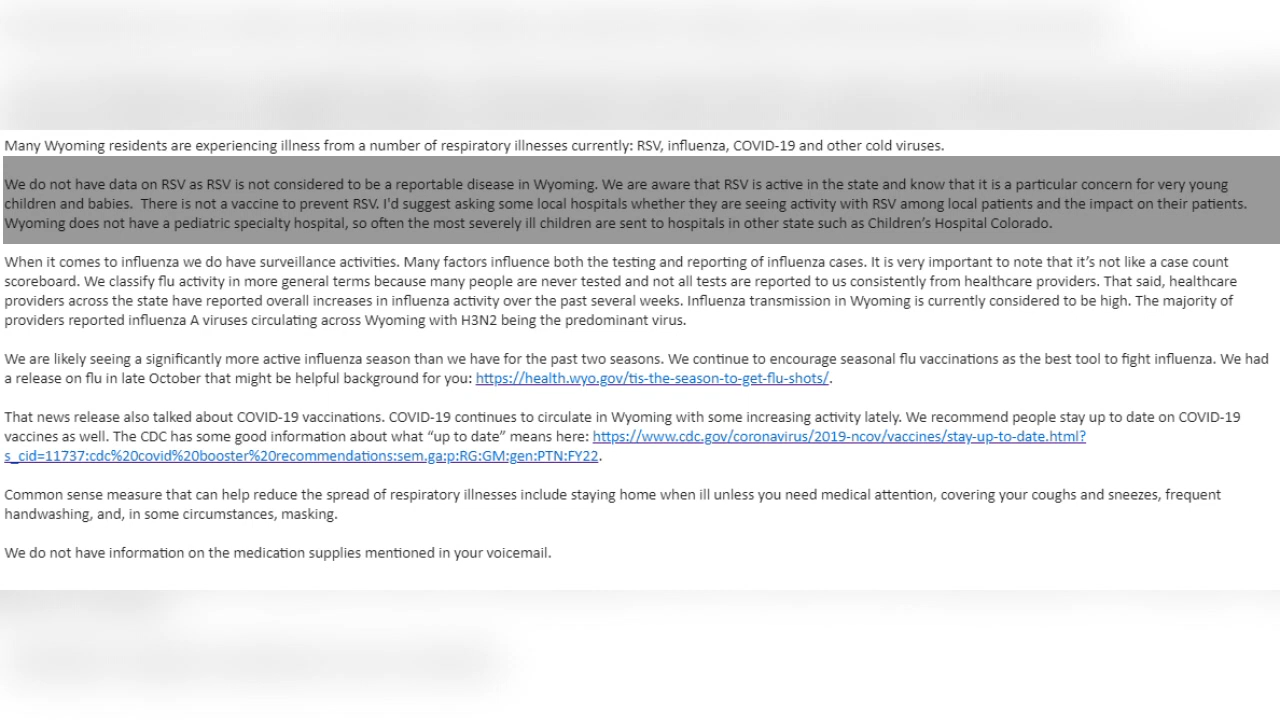 Many Wyoming residents are experiencing illness from a number of respiratory illnesses currently: RSV, influenza, COVID-19 and other cold viruses.
We do not have data on RSV as RSV is not considered to be a reportable disease in Wyoming. We are aware that RSV is active in the state and know that it is a particular concern for very young
children and babies.  There is not a vaccine to prevent RSV. I'd suggest asking some local hospitals whether they are seeing activity with RSV among local patients and the impact on their patients.
Wyoming does not have a pediatric specialty hospital, so often the most severely ill children are sent to hospitals in other state such as Children’s Hospital Colorado.
When it comes to influenza we do have surveillance activities. Many factors influence both the testing and reporting of influenza cases. It is very important to note that it’s not like a case count
scoreboard. We classify flu activity in more general terms because many people are never tested and not all tests are reported to us consistently from healthcare providers. That said, healthcare
providers across the state have reported overall increases in influenza activity over the past several weeks. Influenza transmission in Wyoming is currently considered to be high. The majority of
providers reported influenza A viruses circulating across Wyoming with H3N2 being the predominant virus.
We are likely seeing a significantly more active influenza season than we have for the past two seasons. We continue to encourage seasonal flu vaccinations as the best tool to fight influenza. We had
a release on flu in late October that might be helpful background for you: https://health.wyo.gov/tis-the-season-to-get-flu-shots/.
That news release also talked about COVID-19 vaccinations. COVID-19 continues to circulate in Wyoming with some increasing activity lately. We recommend people stay up to date on COVID-19
vaccines as well. The CDC has some good information about what “up to date” means here: https://www.cdc.gov/coronavirus/2019-ncov/vaccines/stay-up-to-date.html?
s_cid=11737:cdc%20covid%20booster%20recommendations:sem.ga:p:RG:GM:gen:PTN:FY22.
Common sense measure that can help reduce the spread of respiratory illnesses include staying home when ill unless you need medical attention, covering your coughs and sneezes, frequent
handwashing, and, in some circumstances, masking.
We do not have information on the medication supplies mentioned in your voicemail.